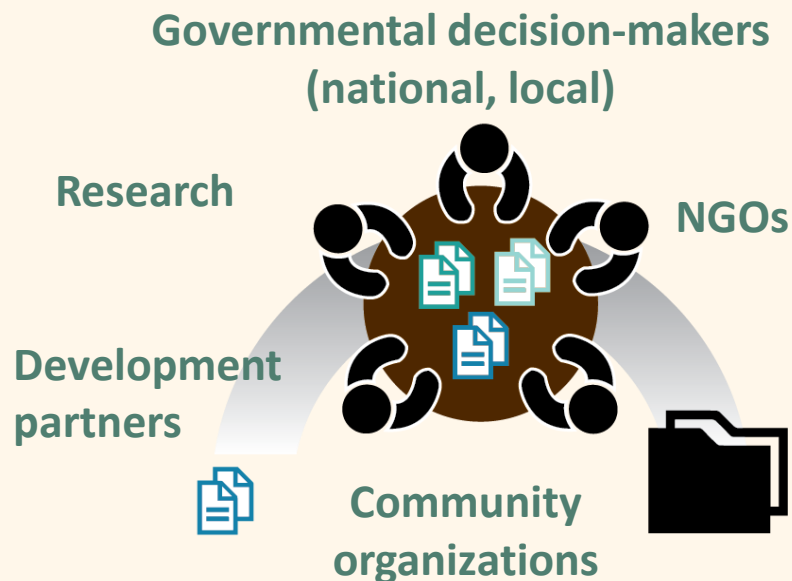 Governmental decision-makers
(national, local)
Research
NGOs
Development
partners
Community
organizations